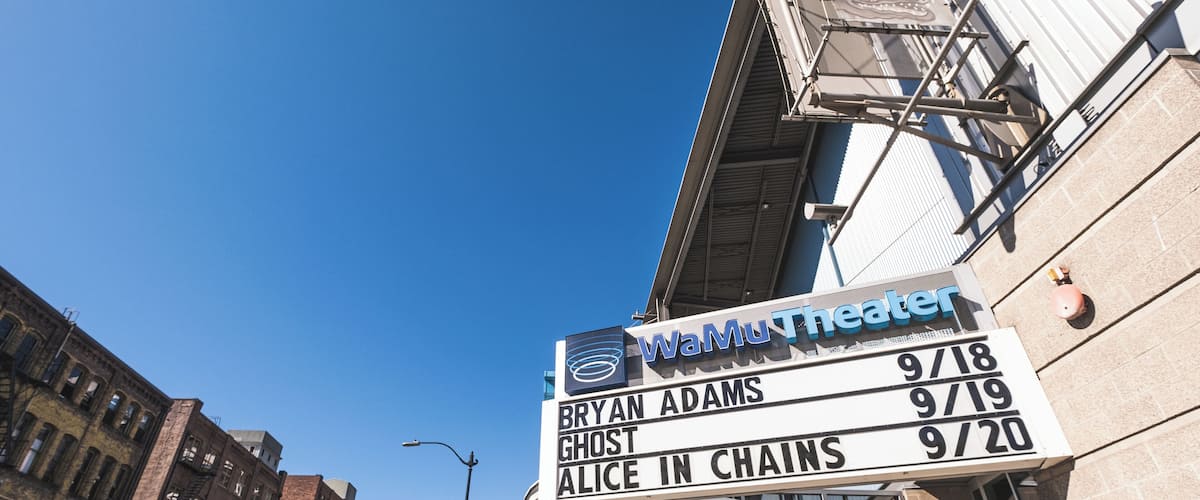 WaMu Theater
BRYAN ADAMS 9/18
GHOST 9/19
ALICE IN CHAINS 9/20